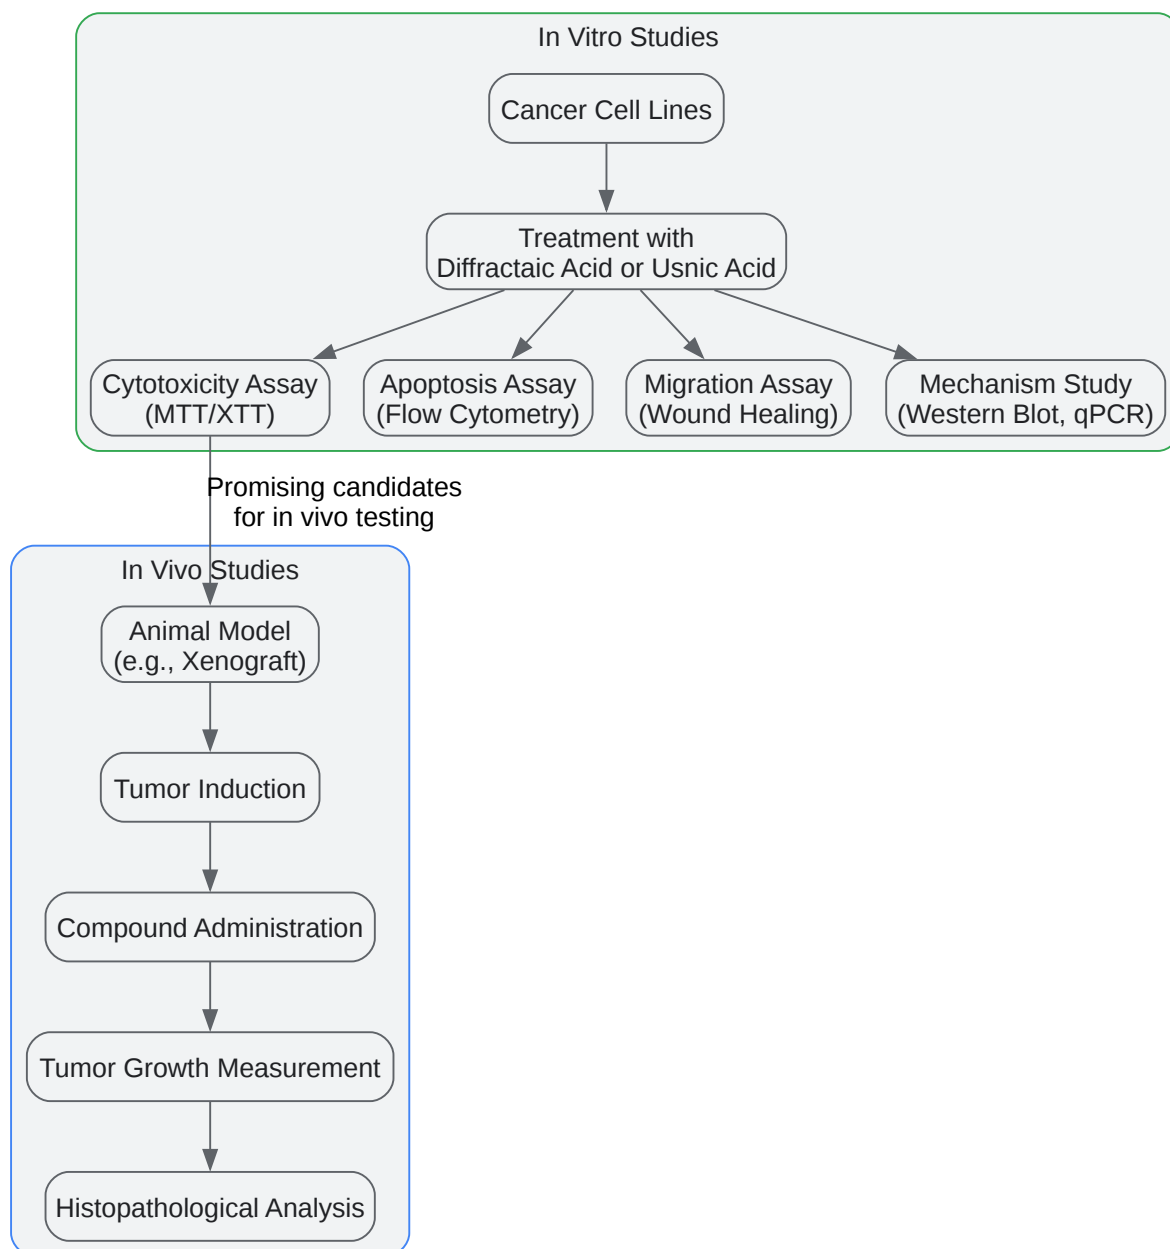 In Vitro Studies
Cancer Cell Lines
Treatment with
Diffractaic Acid or Usnic Acid
Cytotoxicity Assay
(MTT/XTT)
Apoptosis Assay
(Flow Cytometry)
Migration Assay
(Wound Healing)
Mechanism Study
(Western Blot, qPCR)
Promising candidates
for in vivo testing
In Vivo Studies
Animal Model
(e.g., Xenograft)
Tumor Induction
Compound Administration
Tumor Growth Measurement
Histopathological Analysis